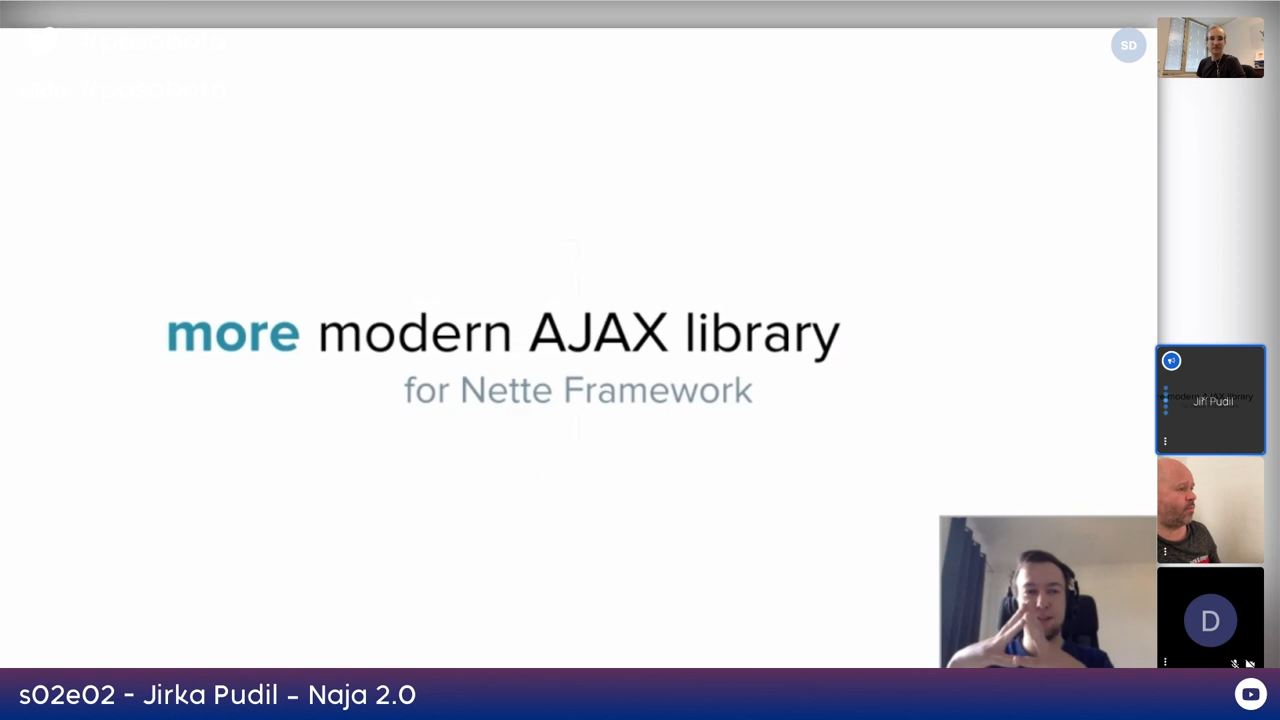 SD
more modern AJAX library
for Nette Framework
Jiří Pudil
D
s02e02 - Jirka Pudil – Naja 2.0